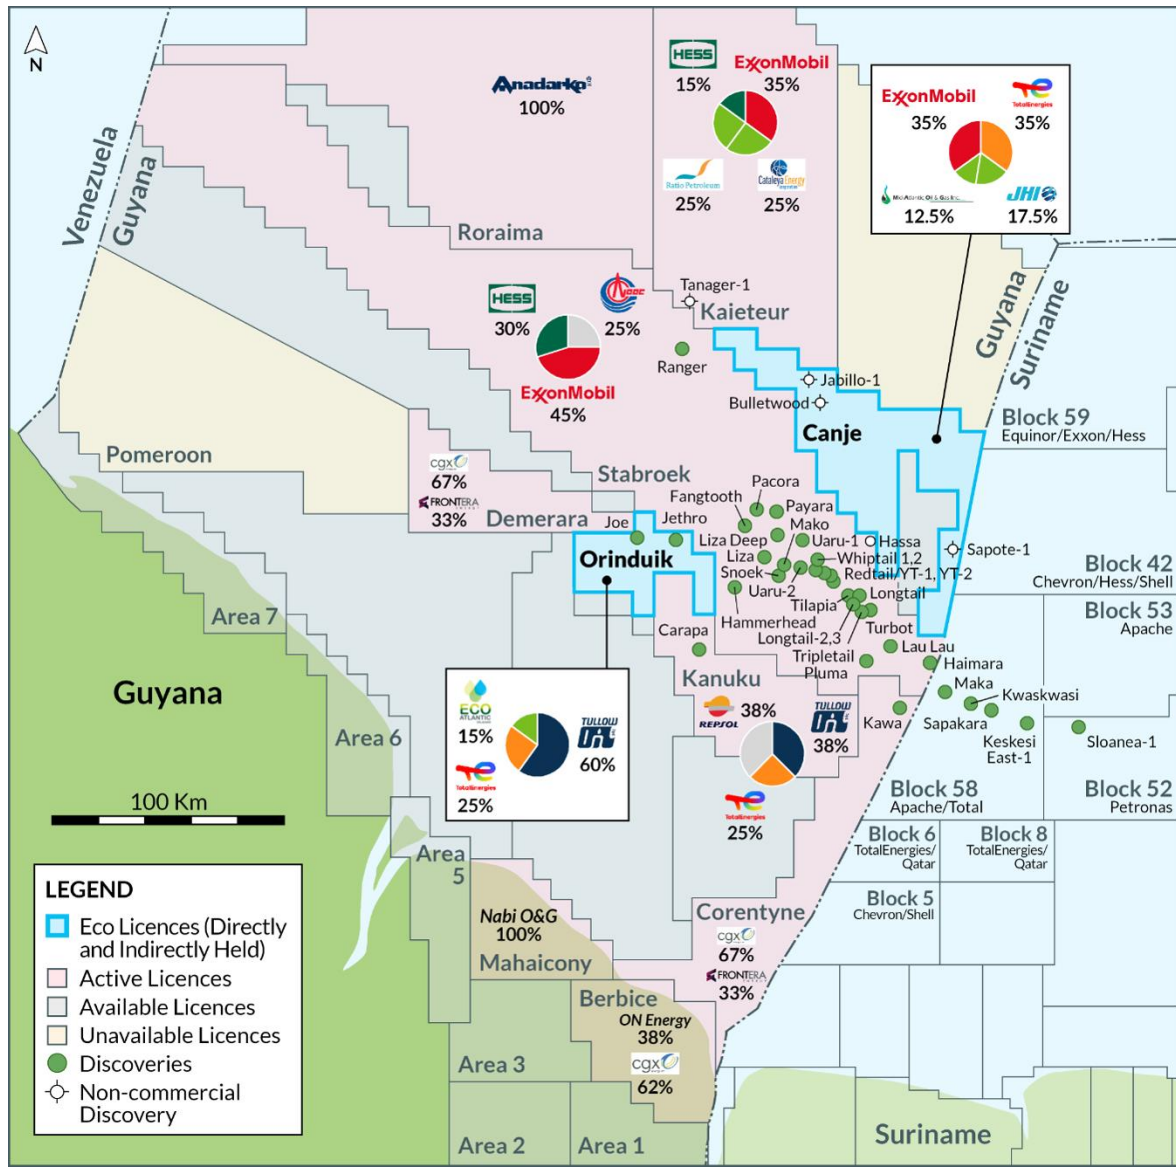 N
Venezuela
Guyana
Anadarko
100%
HESS
15%
ExxonMobil
35%
Ratio Petroleum
25%
Cataleya Energy
25%
ExxonMobil
35%
TotalEnergies
35%
Mid-Atlantic Oil & Gas Inc.
12.5%
JHI
17.5%
Roraima
HESS
30%
CNOOC
25%
ExxonMobil
45%
Tanager-1
Kaieteur
Ranger
Jabillo-1
Bulletwood
Canje
Guyana
Suriname
Block 59
Equinor/Exxon/Hess
Pomeroon
cgx
67%
FRONTERA
33%
Demerara
Stabroek
Joe
Jethro
Orinduik
Fangtooth
Pacora
Payara
Mako
Liza Deep
Uaru-1
Hassa
Liza
Whiptail 1,2
Snoek
Redtail/YT-1, YT-2
Uaru-2
Longtail
Tilapia
Hammerhead
Longtail-2,3
Turbot
Tripletail
Pluma
Lau Lau
Haimara
Sapote-1
Block 42
Chevron/Hess/Shell
Block 53
Apache
Maka
Kwaskwasi
Sapakara
Keskesi
East-1
Sloanea-1
Kawa
Carapa
Kanuku
REPSOL
38%
TULLOW
OIL
38%
TotalEnergies
25%
Area 7
Guyana
Area 6
ECO
ATLANTIC
15%
TULLOW
OIL
60%
TotalEnergies
25%
Block 58
Apache/Total
Block 52
Petronas
Block 6
TotalEnergies/
Qatar
Block 8
TotalEnergies/
Qatar
Block 5
Chevron/Shell
100 Km
Area
5
Nabi O&G
100%
Mahaicony
Corentyne
cgx
67%
FRONTERA
33%
Berbice
ON Energy
38%
cgx
62%
Area 3
Area 2
Area 1
Suriname
LEGEND
Eco Licences (Directly
and Indirectly Held)
Active Licences
Available Licences
Unavailable Licences
Discoveries
Non-commercial
Discovery